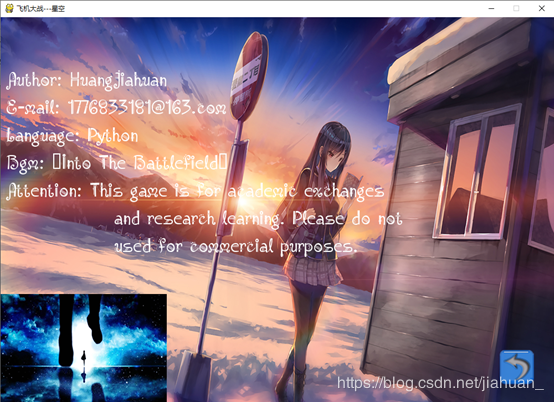 飞机大战---星空
Author: HuangJiahuan
E-mail: 1776933191@163.com
Language: Python
Bgm: 《Into The Battlefield》
Attention: This game is for academic exchanges
and research learning. Please do not
used for commercial purposes.
https://blog.csdn.net/jiahuan_